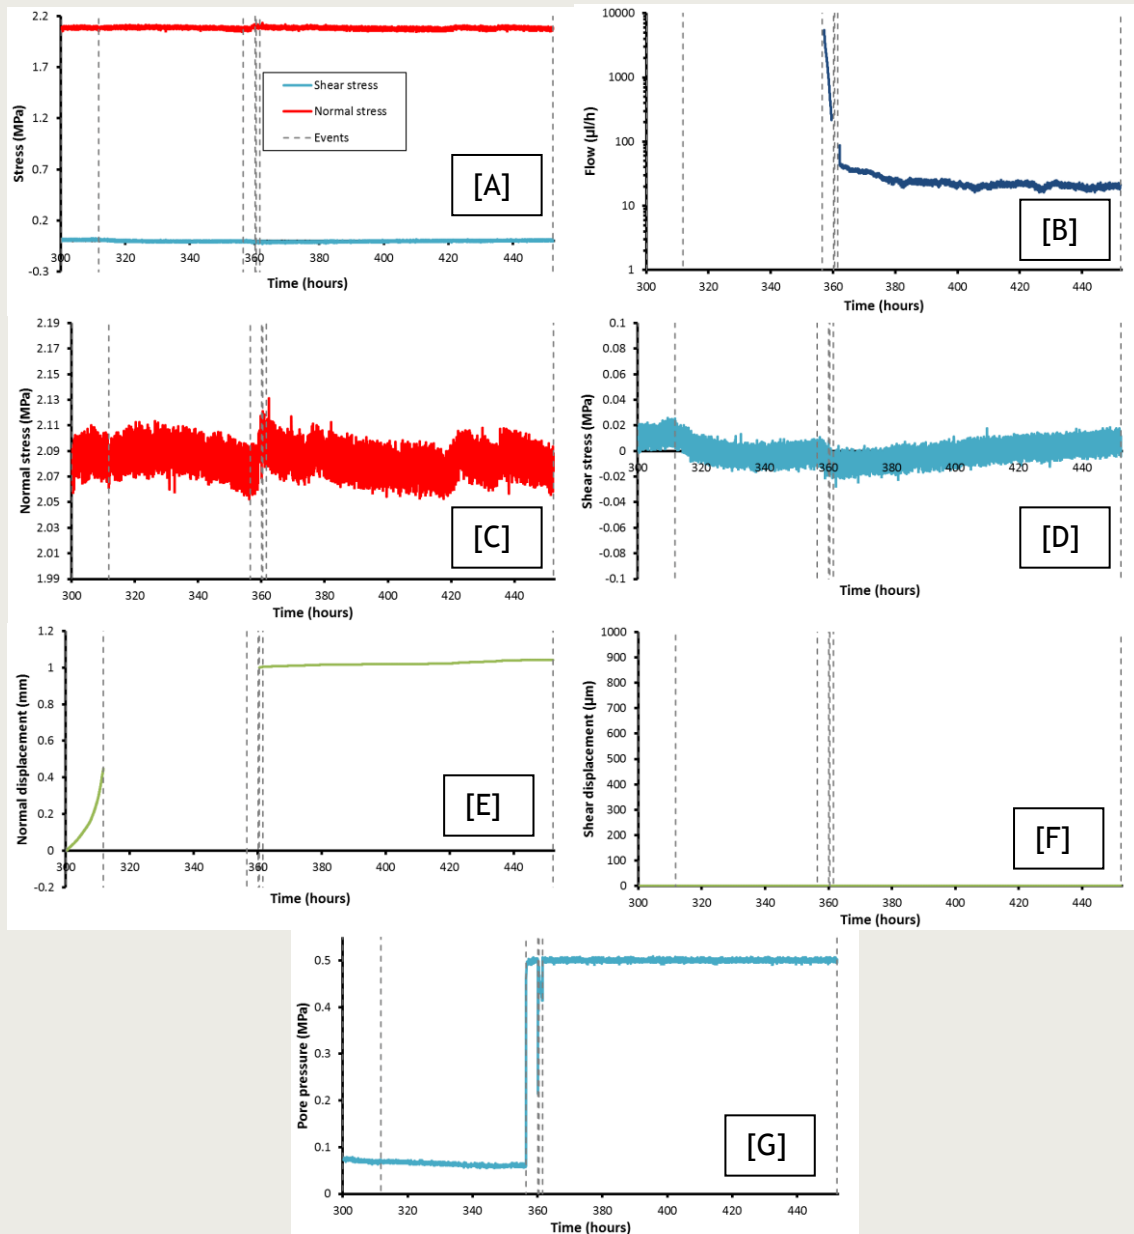 2.2
1.7
1.2
0.7
0.2
-0.3
Stress (MPa)
Shear stress
Normal stress
Events
[A]
300 320 340 360 380 400 420 440
Time (hours)
10000
1000
100
10
1
Flow (µl/h)
[B]
300 320 340 360 380 400 420 440
Time (hours)
2.19
2.17
2.15
2.13
2.11
2.09
2.07
2.05
2.03
2.01
1.99
Normal stress (MPa)
[C]
300 320 340 360 380 400 420 440
Time (hours)
0.1
0.08
0.06
0.04
0.02
0
-0.02
-0.04
-0.06
-0.08
-0.1
Shear stress (MPa)
300 320 340 360 380 400 420 440
[D]
Time (hours)
1.2
1
0.8
0.6
0.4
0.2
0
-0.2
Normal displacement (mm)
[E]
300 320 340 360 380 400 420 440
Time (hours)
1000
900
800
700
600
500
400
300
200
100
0
Shear displacement (µm)
[F]
300 320 340 360 380 400 420 440
Time (hours)
0.5
0.4
0.3
0.2
0.1
0
Pore pressure (MPa)
[G]
300 320 340 360 380 400 420 440
Time (hours)